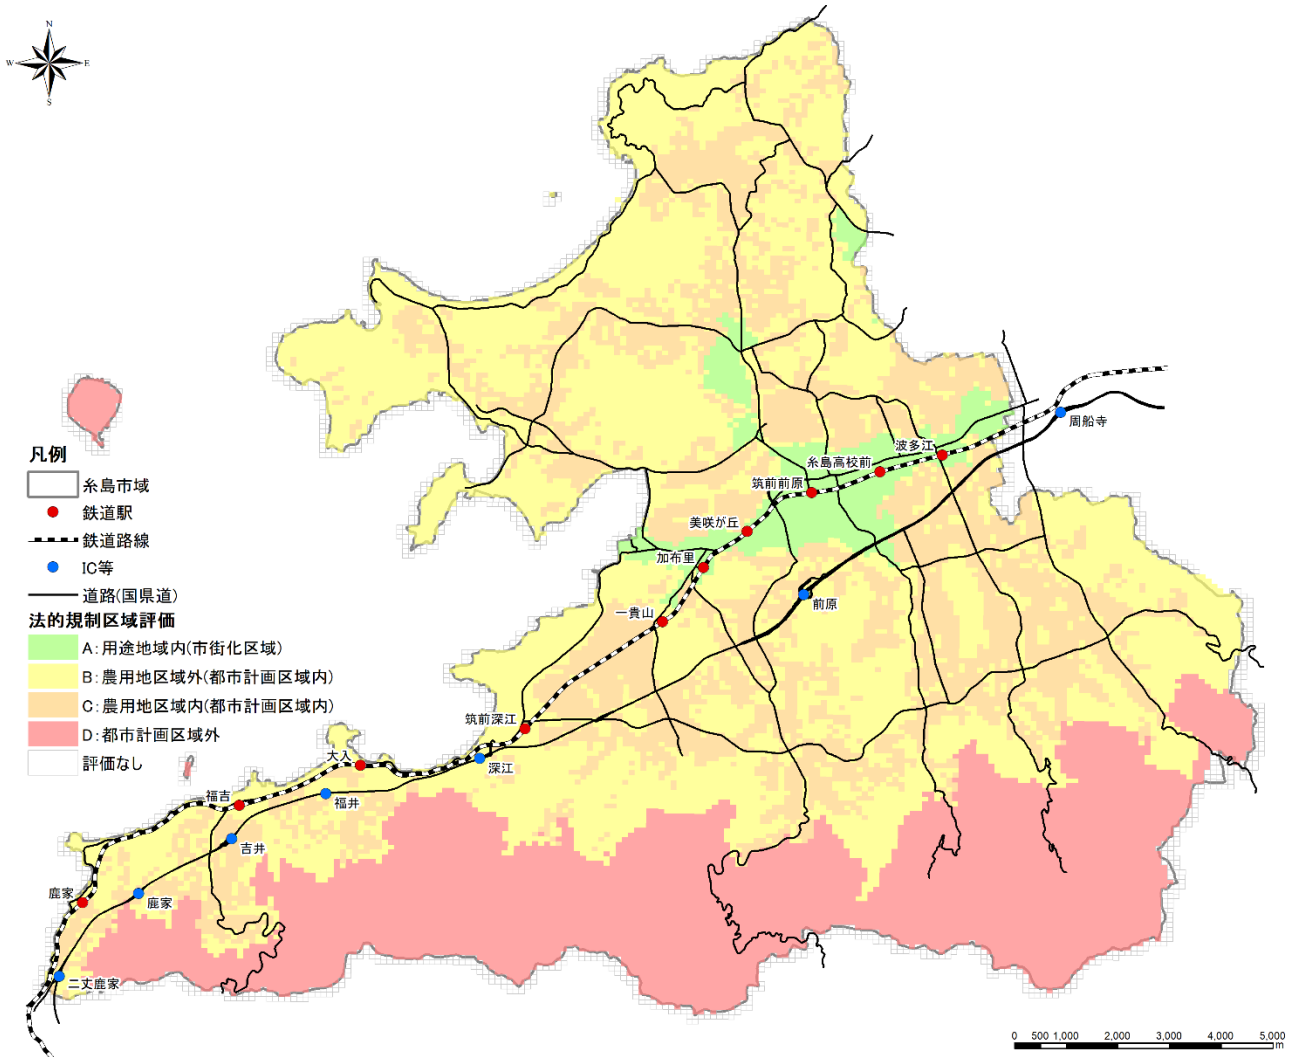 N
W
E
S
凡例
糸島市域
鉄道駅
鉄道路線
IC等
道路(国県道)
法的規制区域評価
A:用途地域内(市街化区域)
B:農用地区域外(都市計画区域内)
C:農用地区域内(都市計画区域内)
D:都市計画区域外
評価なし
周船寺
波多江
糸島高校前
筑前前原
美咲が丘
加布里
前原
一貴山
筑前深江
深江
大入
福井
福吉
吉井
鹿家
鹿家
二丈鹿家
0 500 1,000 2,000 3,000 4,000 5,000
m